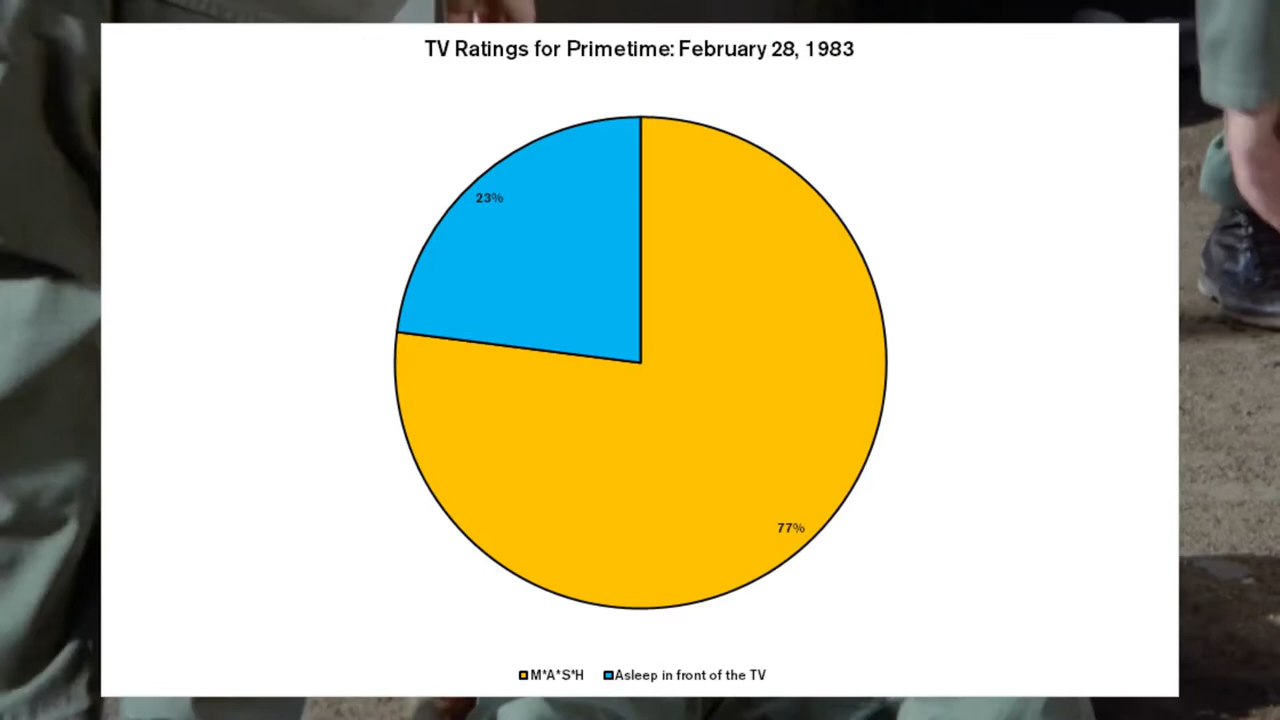 TV Ratings for Primetime: February 28, 1983
23%
77%
M*A*S*H Asleep in front of the TV